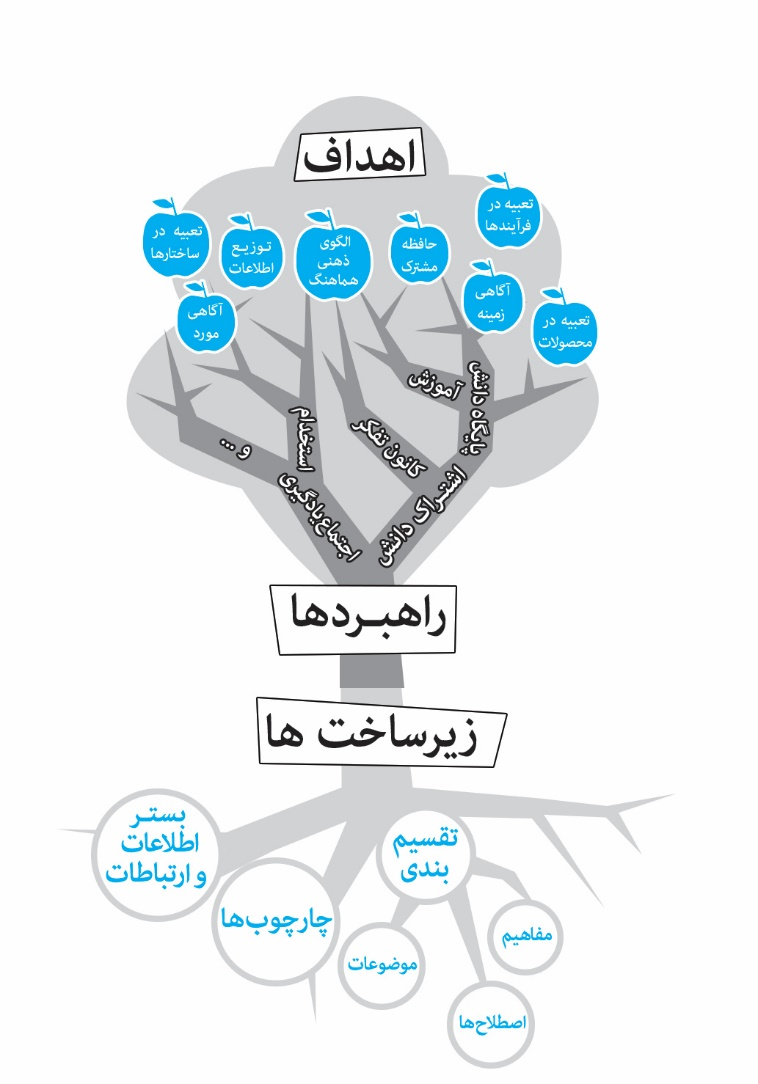 اهداف
تعبیه در
فرآیندها
حافظه
مشترک
الگوی
ذهنی
هماهنگ
توزیع
اطلاعات
تعبیه در
ساختارها
آگاهی
زمینه
تعبیه در
محصولات
آگاهی
مورد
پایگاه دانش
آموزش
کانون تفکر
اشتراک دانش
استخدام
و ...
اجتماع یادگیری
راهبردها
زیرساخت ها
تقسیم
بندی
بستر
اطلاعات
و ارتباطات
چارچوب‌ها
مفاهیم
موضوعات
اصطلاح‌ها